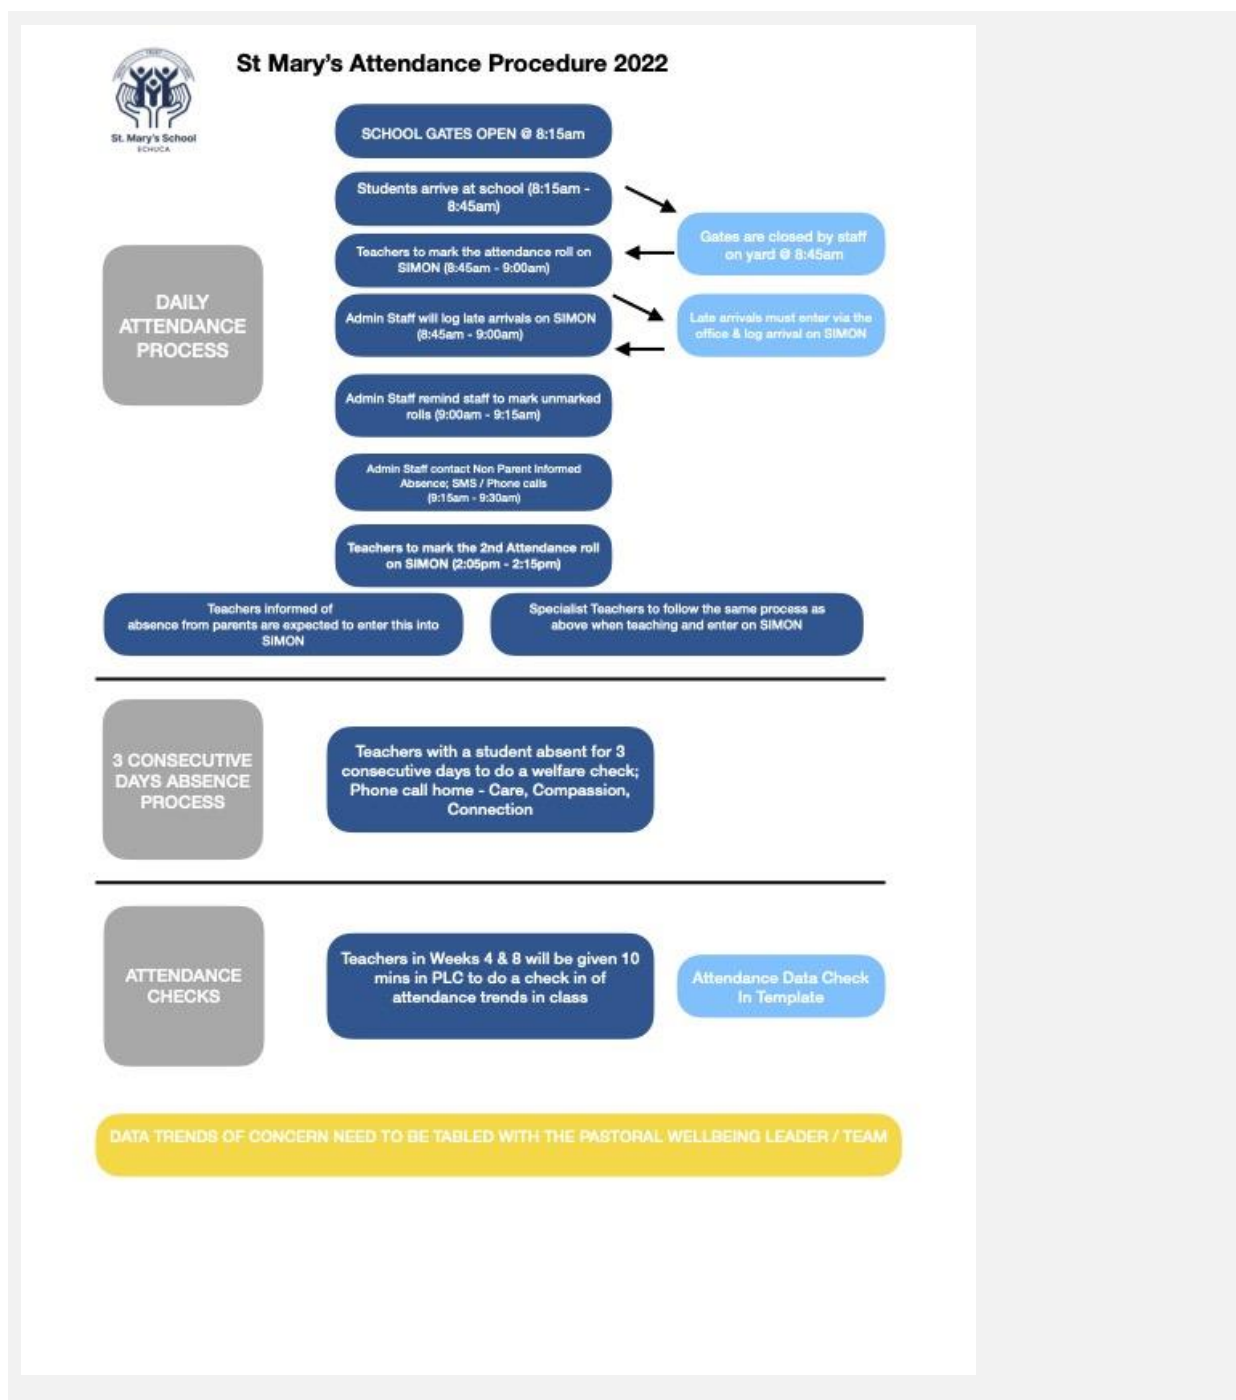 St Mary's Attendance Procedure 2022
St. Mary's School
ECHUCA
SCHOOL GATES OPEN @ 8:15am
Students arrive at school (8:15am -
8:45am)
Gates are closed by staff
on yard @ 8:45am
Teachers to mark the attendance roll on
SIMON (8:45am - 9:00am)
DAILY
ATTENDANCE
PROCESS
Admin Staff will log late arrivals on SIMON
(8:45am - 9:00am)
Late arrivals must enter via the
office & log arrival on SIMON
Admin Staff remind staff to mark unmarked
rolls (9:00am - 9:15am)
Admin Staff contact Non Parent Informed
Absence; SMS / Phone calls
(9:15am - 9:30am)
Teachers to mark the 2nd Attendance roll
on SIMON (2:05pm - 2:15pm)
Teachers informed of
absence from parents are expected to enter this into
SIMON
Specialist Teachers to follow the same process as
above when teaching and enter on SIMON
3 CONSECUTIVE
DAYS ABSENCE
PROCESS
Teachers with a student absent for 3
consecutive days to do a welfare check;
Phone call home - Care, Compassion,
Connection
ATTENDANCE
CHECKS
Teachers in Weeks 4 & 8 will be given 10
mins in PLC to do a check in of
attendance trends in class
Attendance Data Check
In Template
DATA TRENDS OF CONCERN NEED TO BE TABLED WITH THE PASTORAL WELLBEING LEADER / TEAM